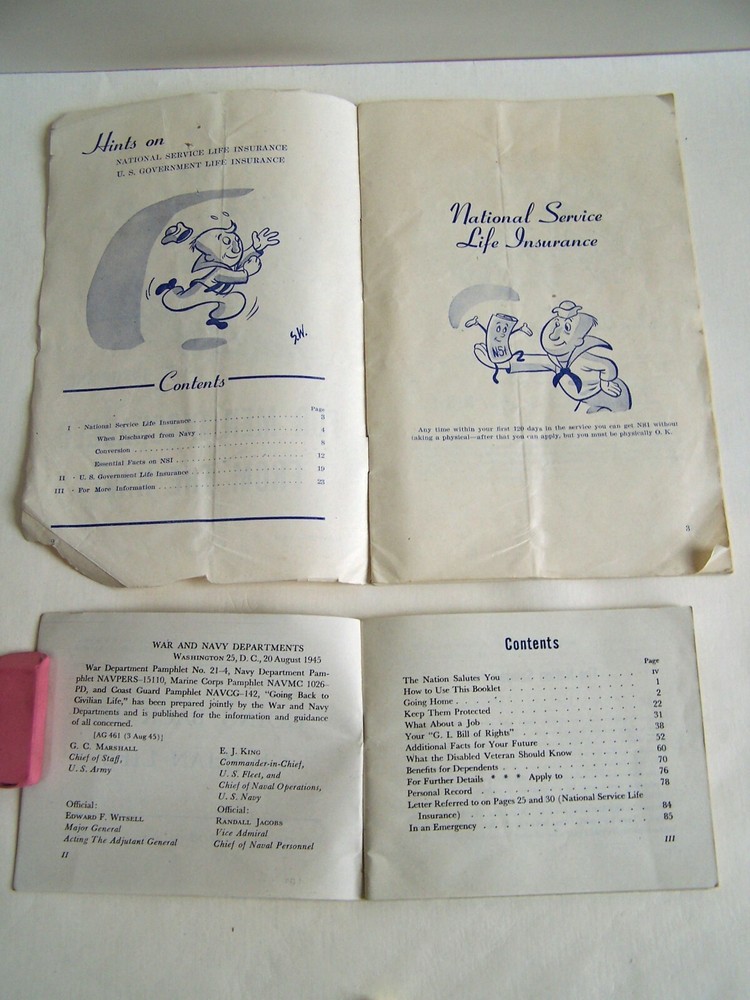 Hints on
NATIONAL SERVICE LIFE INSURANCE
U. S. GOVERNMENT LIFE INSURANCE
S.W.
Contents
Page
I - National Service Life Insurance . . . . . . . . . . . . . . . . . . . . 3
When Discharged from Navy . . . . . . . . . . . . . . . . . . . 4
Conversion . . . . . . . . . . . . . . . . . . . . . . . . . . . 8
Essential Facts on NSI . . . . . . . . . . . . . . . . . . . . . 12
II - U. S. Government Life Insurance . . . . . . . . . . . . . . . . . . . . 19
III - For More Information . . . . . . . . . . . . . . . . . . . . . . . . . 23
2
National Service
Life Insurance
NSI
Any time within your first 120 days in the service you can get NSI without
taking a physical—after that you can apply, but you must be physically O. K.
3
WAR AND NAVY DEPARTMENTS
WASHINGTON 25, D. C., 20 August 1945
War Department Pamphlet No. 21-4, Navy Department Pam-
phlet NAVPERS-15110, Marine Corps Pamphlet NAVMC 1026-
PD, and Coast Guard Pamphlet NAVCG-142, "Going Back to
Civilian Life," has been prepared jointly by the War and Navy
Departments and is published for the information and guidance
of all concerned.
[AG 461 (3 Aug 45)]
G. C. MARSHALL
Chief of Staff,
U. S. Army
Official:
EDWARD F. WITSELL
Major General
Acting The Adjutant General
II
E. J. KING
Commander-in-Chief,
U. S. Fleet, and
Chief of Naval Operations,
U. S. Navy
Official:
RANDALL JACOBS
Vice Admiral
Chief of Naval Personnel
Contents
Page
The Nation Salutes You . . . . . . . . . . . . IV
How to Use This Booklet . . . . . . . . . . . . 1
Going Home . . . . . . . . . . . . . . . . . . 2
Keep Them Protected . . . . . . . . . . . . . . 22
What About a Job . . . . . . . . . . . . . . . 31
Your "G. I. Bill of Rights" . . . . . . . . . . . 38
Additional Facts for Your Future . . . . . . . . 52
What the Disabled Veteran Should Know . . . . . 60
Benefits for Dependents . . . . . . . . . . . . . 70
For Further Details * * * Apply to . . . . . . . 76
Personal Record . . . . . . . . . . . . . . . . 78
Letter Referred to on Pages 25 and 30 (National Service Life
Insurance) . . . . . . . . . . . . . . . . . . 84
In an Emergency . . . . . . . . . . . . . . . . 85
III